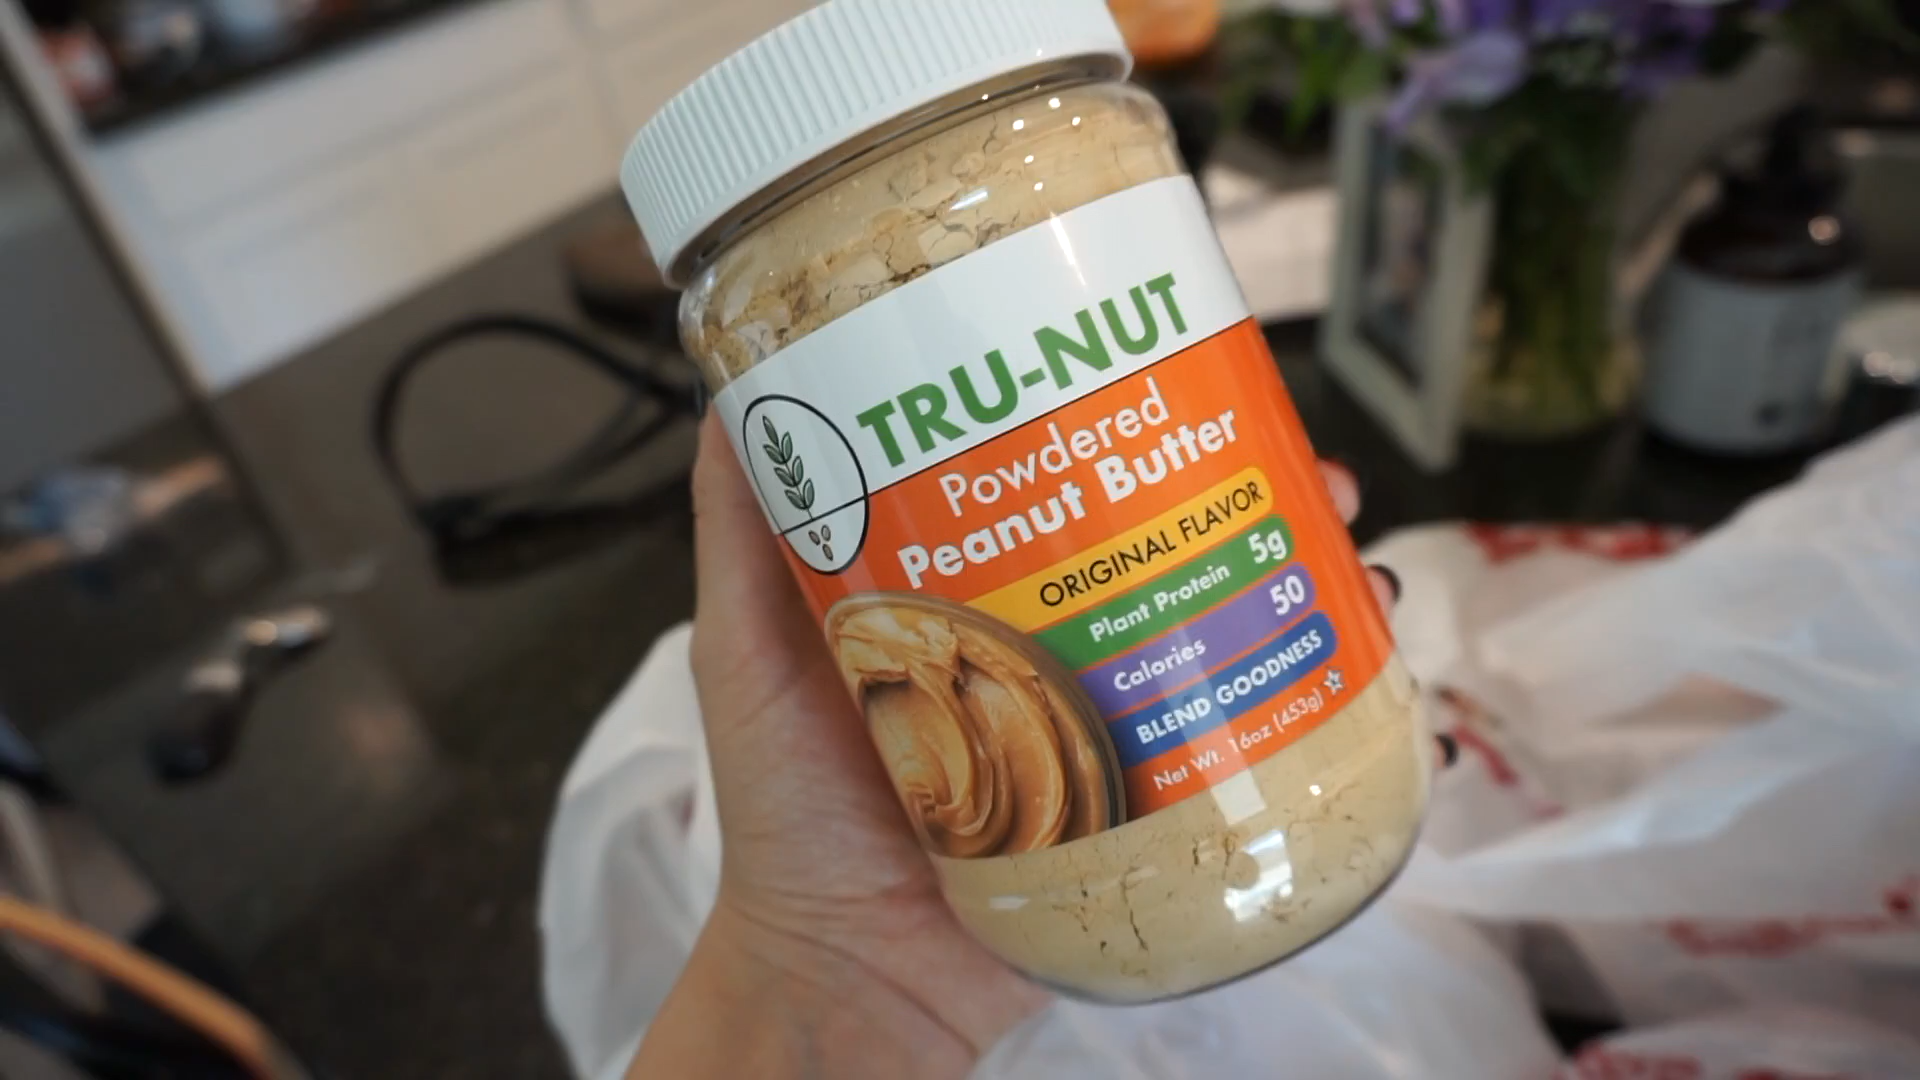 TRU-NUT
Powdered
Peanut Butter
ORIGINAL FLAVOR
Plant Protein 5g
Calories 50
BLEND GOODNESS
Net Wt. 16oz (453g)